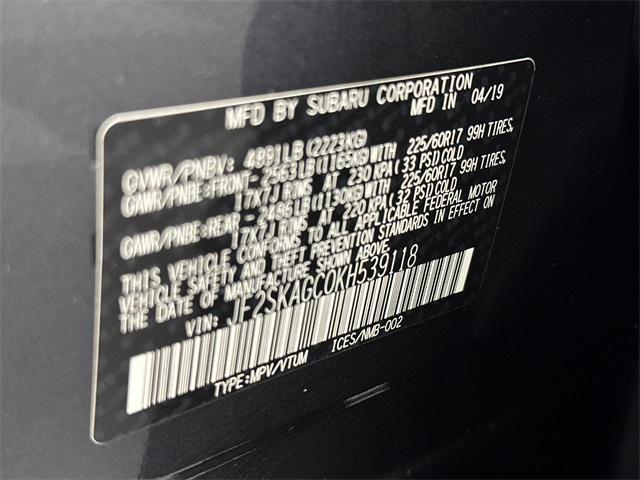 MFD BY SUBARU CORPORATION
MFD IN 04/19
GVWR/PNBV: 4891LB(2223KG)
GAWR/PNBE:FRONT-2563LB(1165KG)WITH 225/60R17 99H TIRES,
17X7J RIMS AT 230 KPA(33 PSI)COLD
GAWR/PNBE:REAR -2486LB(1130KG)WITH 225/60R17 99H TIRES,
17X7J RIMS AT 220 KPA(32 PSI)COLD
THIS VEHICLE CONFORMS TO ALL APPLICABLE FEDERAL MOTOR
VEHICLE SAFETY AND THEFT PREVENTION STANDARDS IN EFFECT ON
THE DATE OF MANUFACTURE SHOWN ABOVE.
VIN: JF2SKAGC0KH539118
TYPE:MPV/VTUM ICES/NMB-002